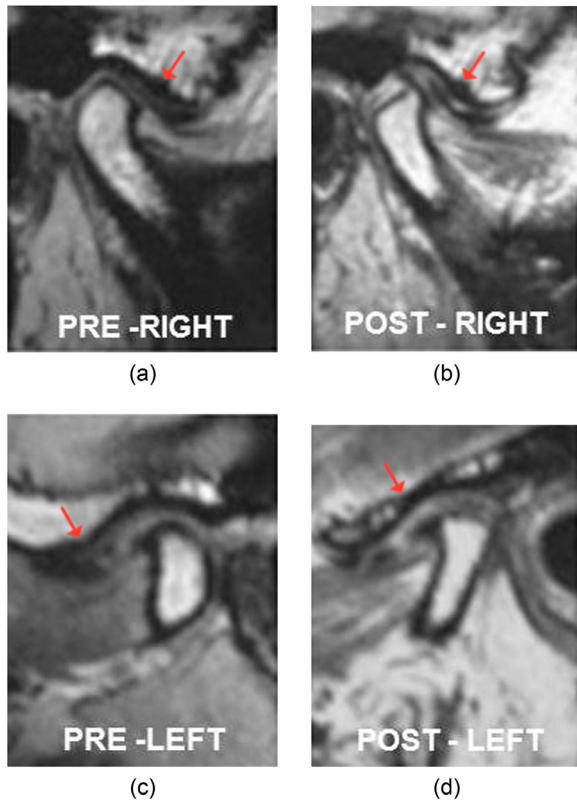 PRE -RIGHT
POST - RIGHT
(a)
(b)
PRE -LEFT
POST - LEFT
(c)
(d)